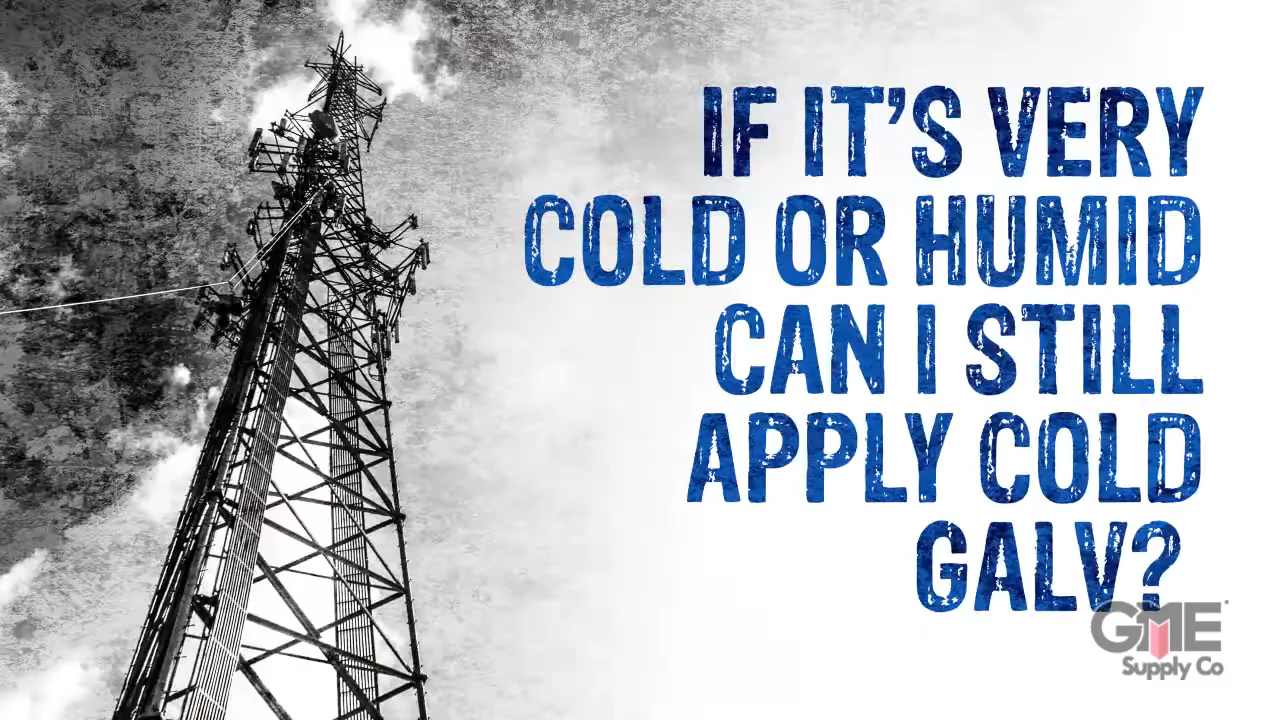 IF IT'S VERY
COLD OR HUMID
CAN I STILL
APPLY COLD
GALV?
GME
Supply Co